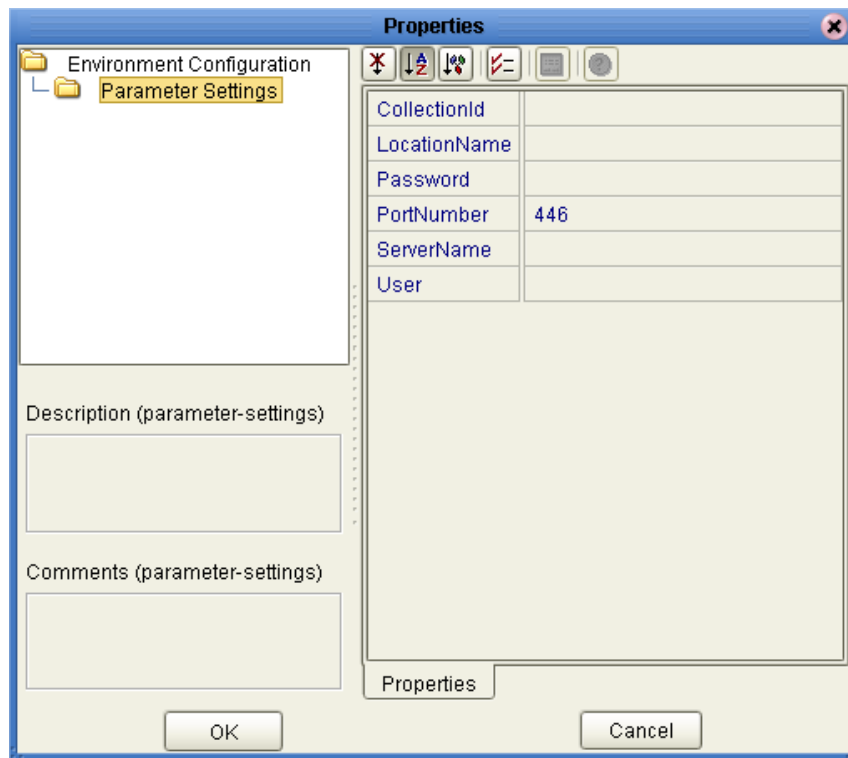 Properties
Environment Configuration
Parameter Settings
CollectionId
LocationName
Password
PortNumber 446
ServerName
User
Description (parameter-settings)
Comments (parameter-settings)
Properties
OK
Cancel